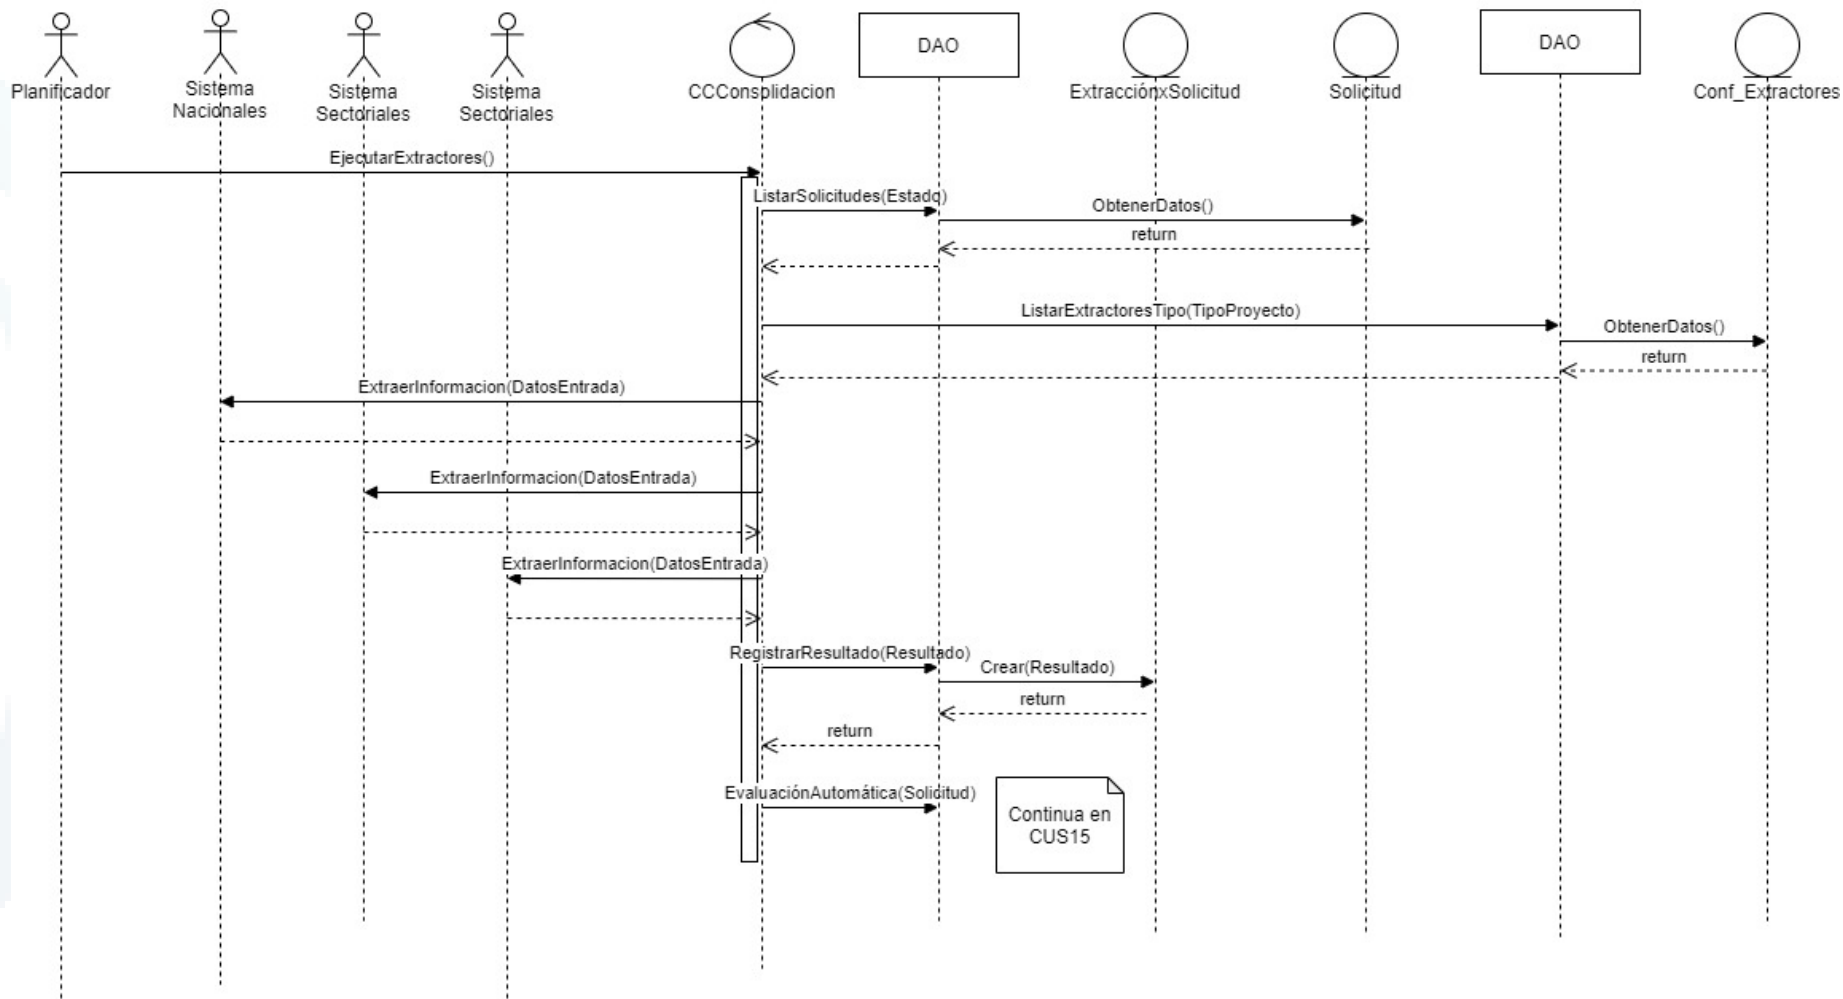 Planificador
Sistema
Nacionales
Sistema
Sectoriales
Sistema
Sectoriales
CCConsolidacion
DAO
ExtracciónxSolicitud
Solicitud
DAO
Conf_Extractores
EjecutarExtractores()
ListarSolicitudes(Estado)
ObtenerDatos()
return
ListarExtractoresTipo(TipoProyecto)
ObtenerDatos()
return
ExtraerInformacion(DatosEntrada)
ExtraerInformacion(DatosEntrada)
ExtraerInformacion(DatosEntrada)
RegistrarResultado(Resultado)
Crear(Resultado)
return
return
EvaluaciónAutomática(Solicitud)
Continua en
CUS15